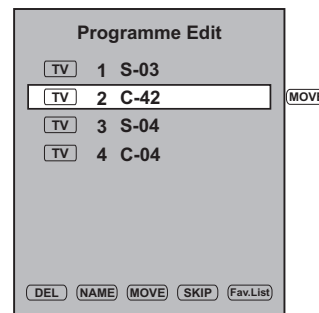 Programme Edit
TV 1 S-03
TV 2 C-42
TV 3 S-04
TV 4 C-04
DEL NAME MOVE SKIP Fav.List